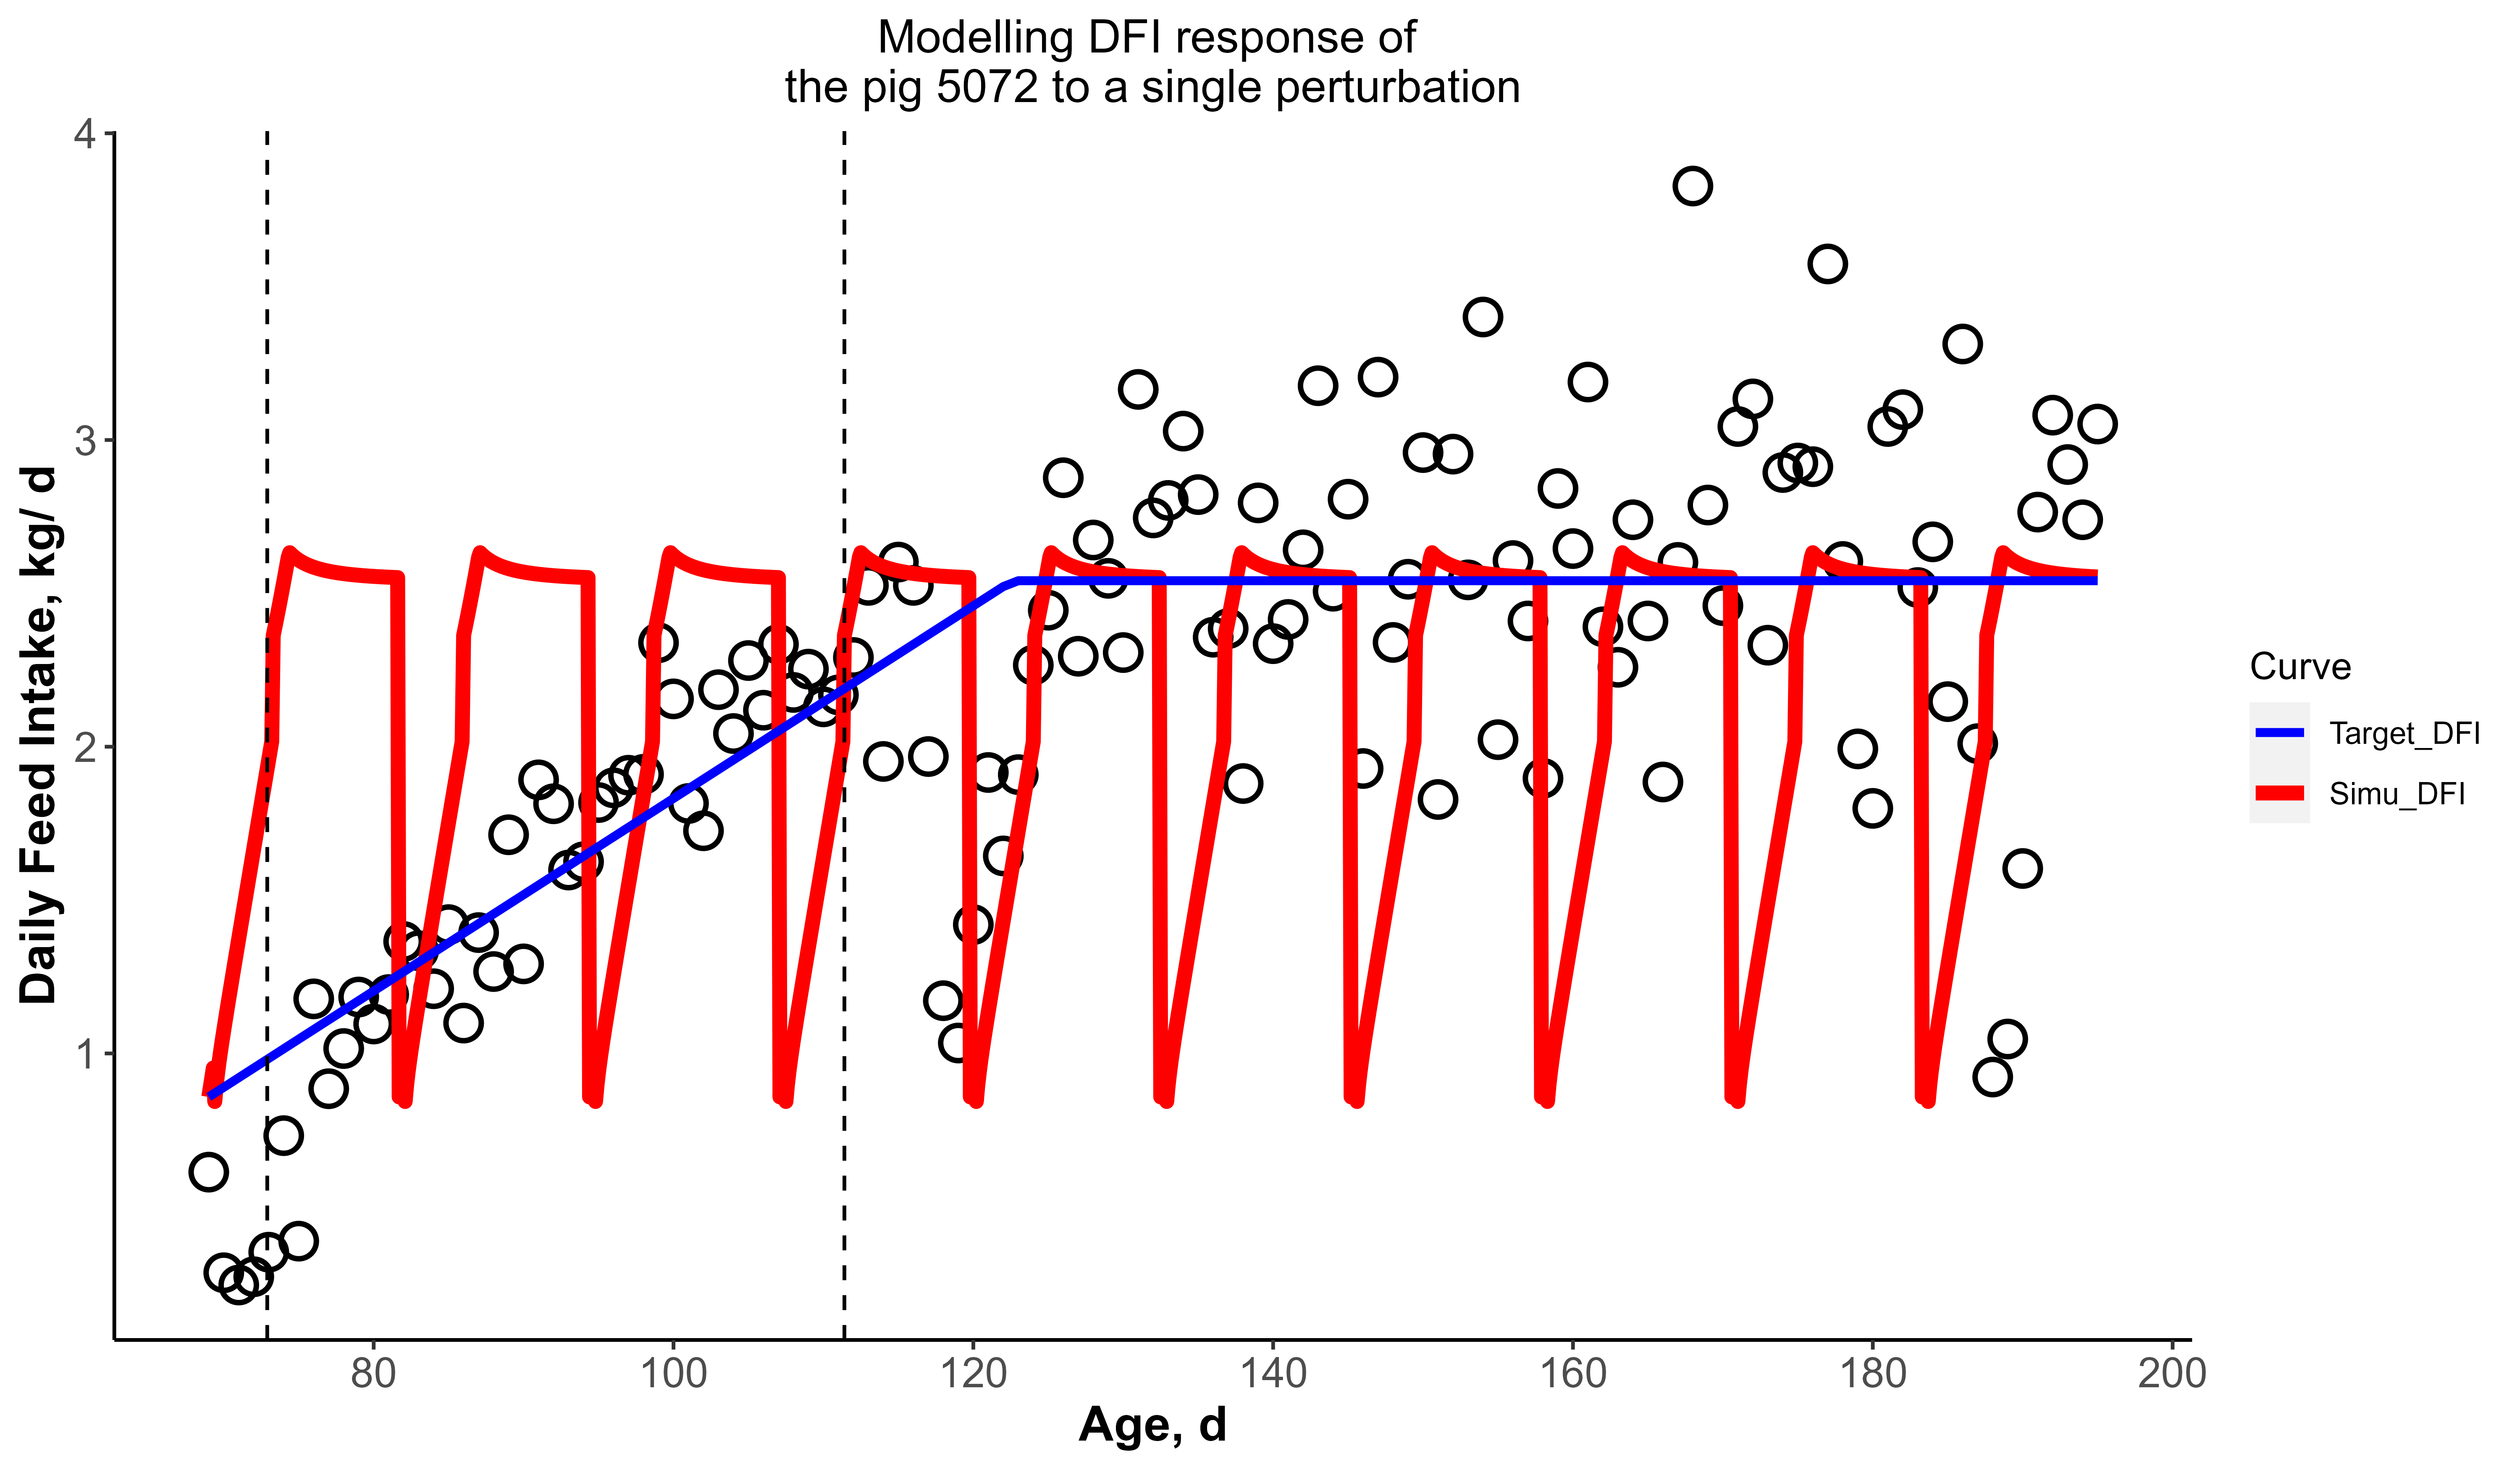 Modelling DFI response of
the pig 5072 to a single perturbation
Daily Feed Intake, kg/ d
4
3
2
1
80 100 120 140 160 180 200
Age, d
Curve
Target_DFI
Simu_DFI